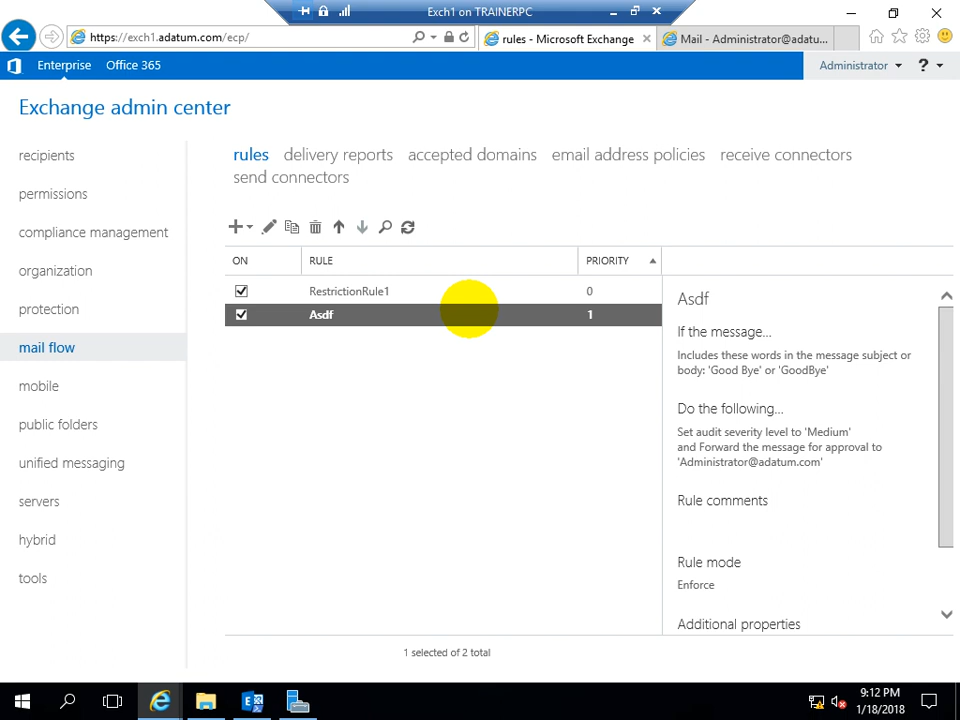 Exch1 on TRAINERPC
https://exch1.adatum.com/ecp/
rules - Microsoft Exchange
Mail - Administrator@adatu...
Enterprise
Office 365
Administrator
?
Exchange admin center
recipients
permissions
compliance management
organization
protection
mail flow
mobile
public folders
unified messaging
servers
hybrid
tools
rules
delivery reports
accepted domains
email address policies
receive connectors
send connectors
ON
RULE
PRIORITY
RestrictionRule1
0
Asdf
1
Asdf
If the message...
Includes these words in the message subject or
body: 'Good Bye' or 'GoodBye'
Do the following...
Set audit severity level to 'Medium'
and Forward the message for approval to
'Administrator@adatum.com'
Rule comments
Rule mode
Enforce
Additional properties
1 selected of 2 total
9:12 PM
1/18/2018